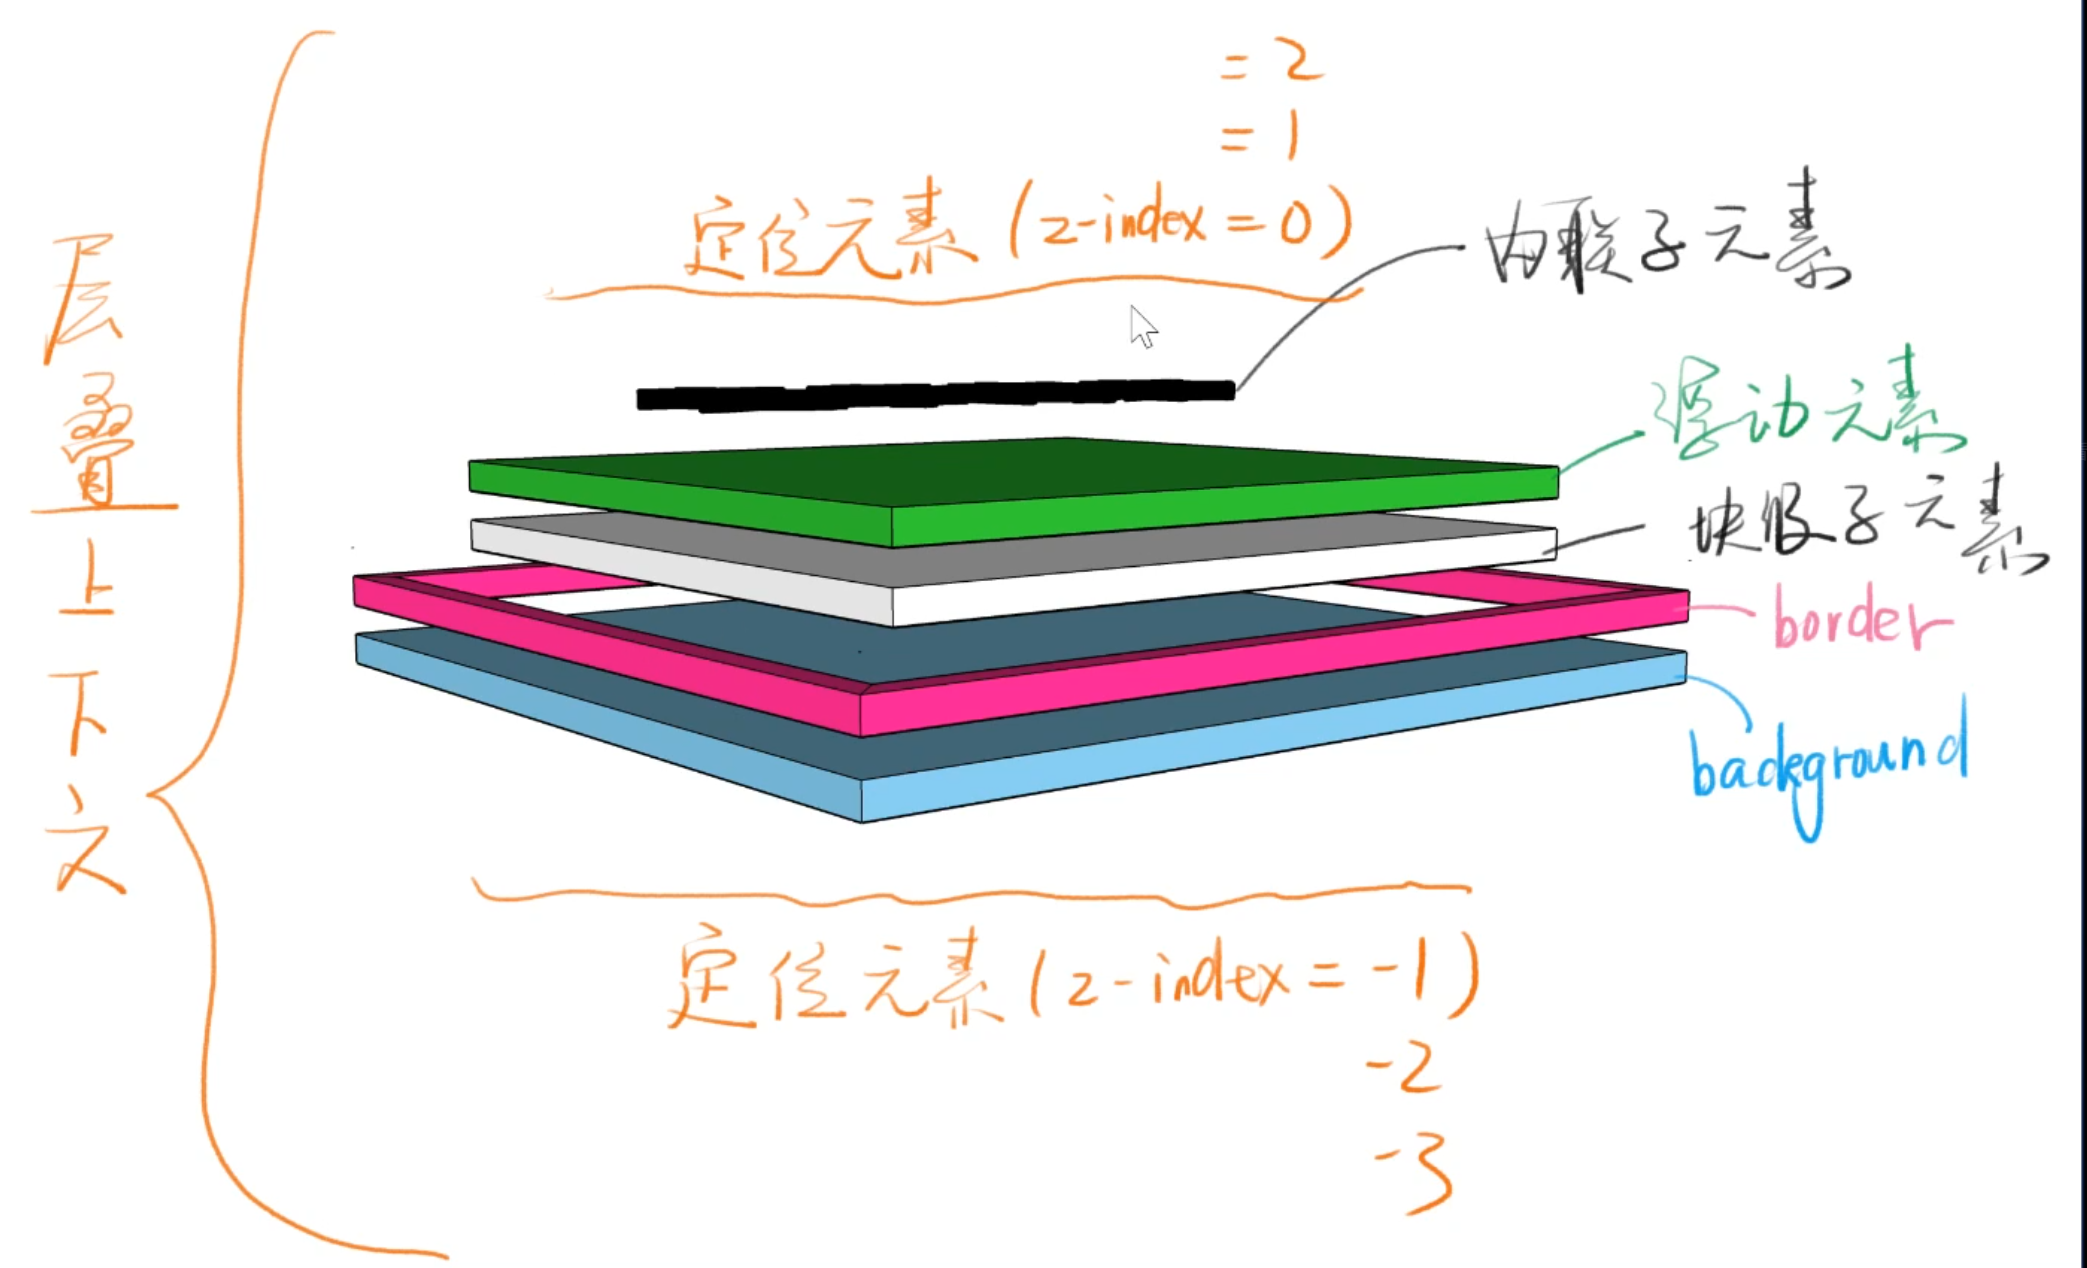 层叠上下文
= 2
= 1
定位元素 (z-index = 0)
内联子元素
浮动元素
块级子元素
border
background
定位元素 (z-index = -1)
-2
-3